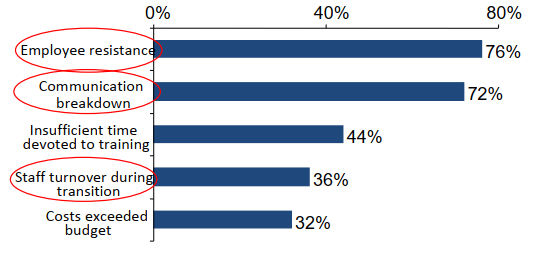 0% 40% 80%
Employee resistance 76%
Communication
breakdown 72%
Insufficient time
devoted to training 44%
Staff turnover during
transition 36%
Costs exceeded
budget 32%